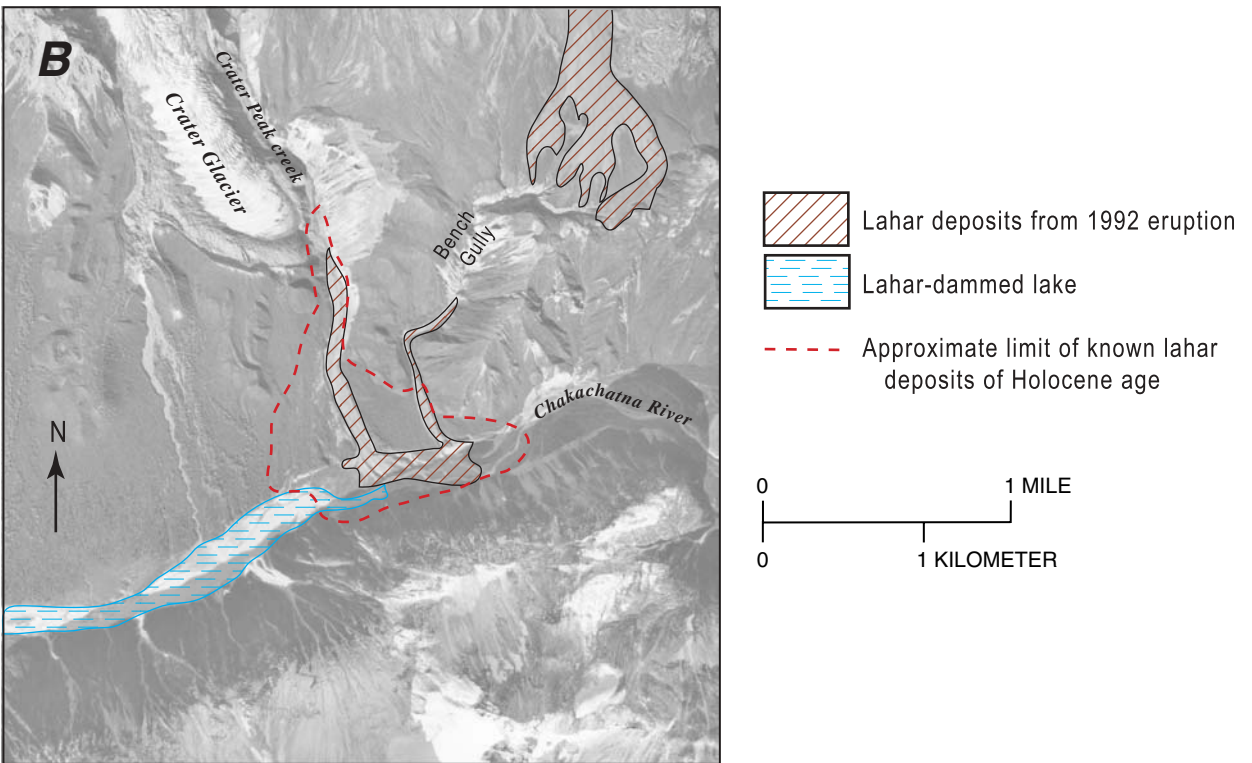 B
Crater Peak creek
Crater Glacier
Bench
Gully
Chakachatna River
N
Lahar deposits from 1992 eruption
Lahar-dammed lake
Approximate limit of known lahar
deposits of Holocene age
0 1 MILE
0 1 KILOMETER